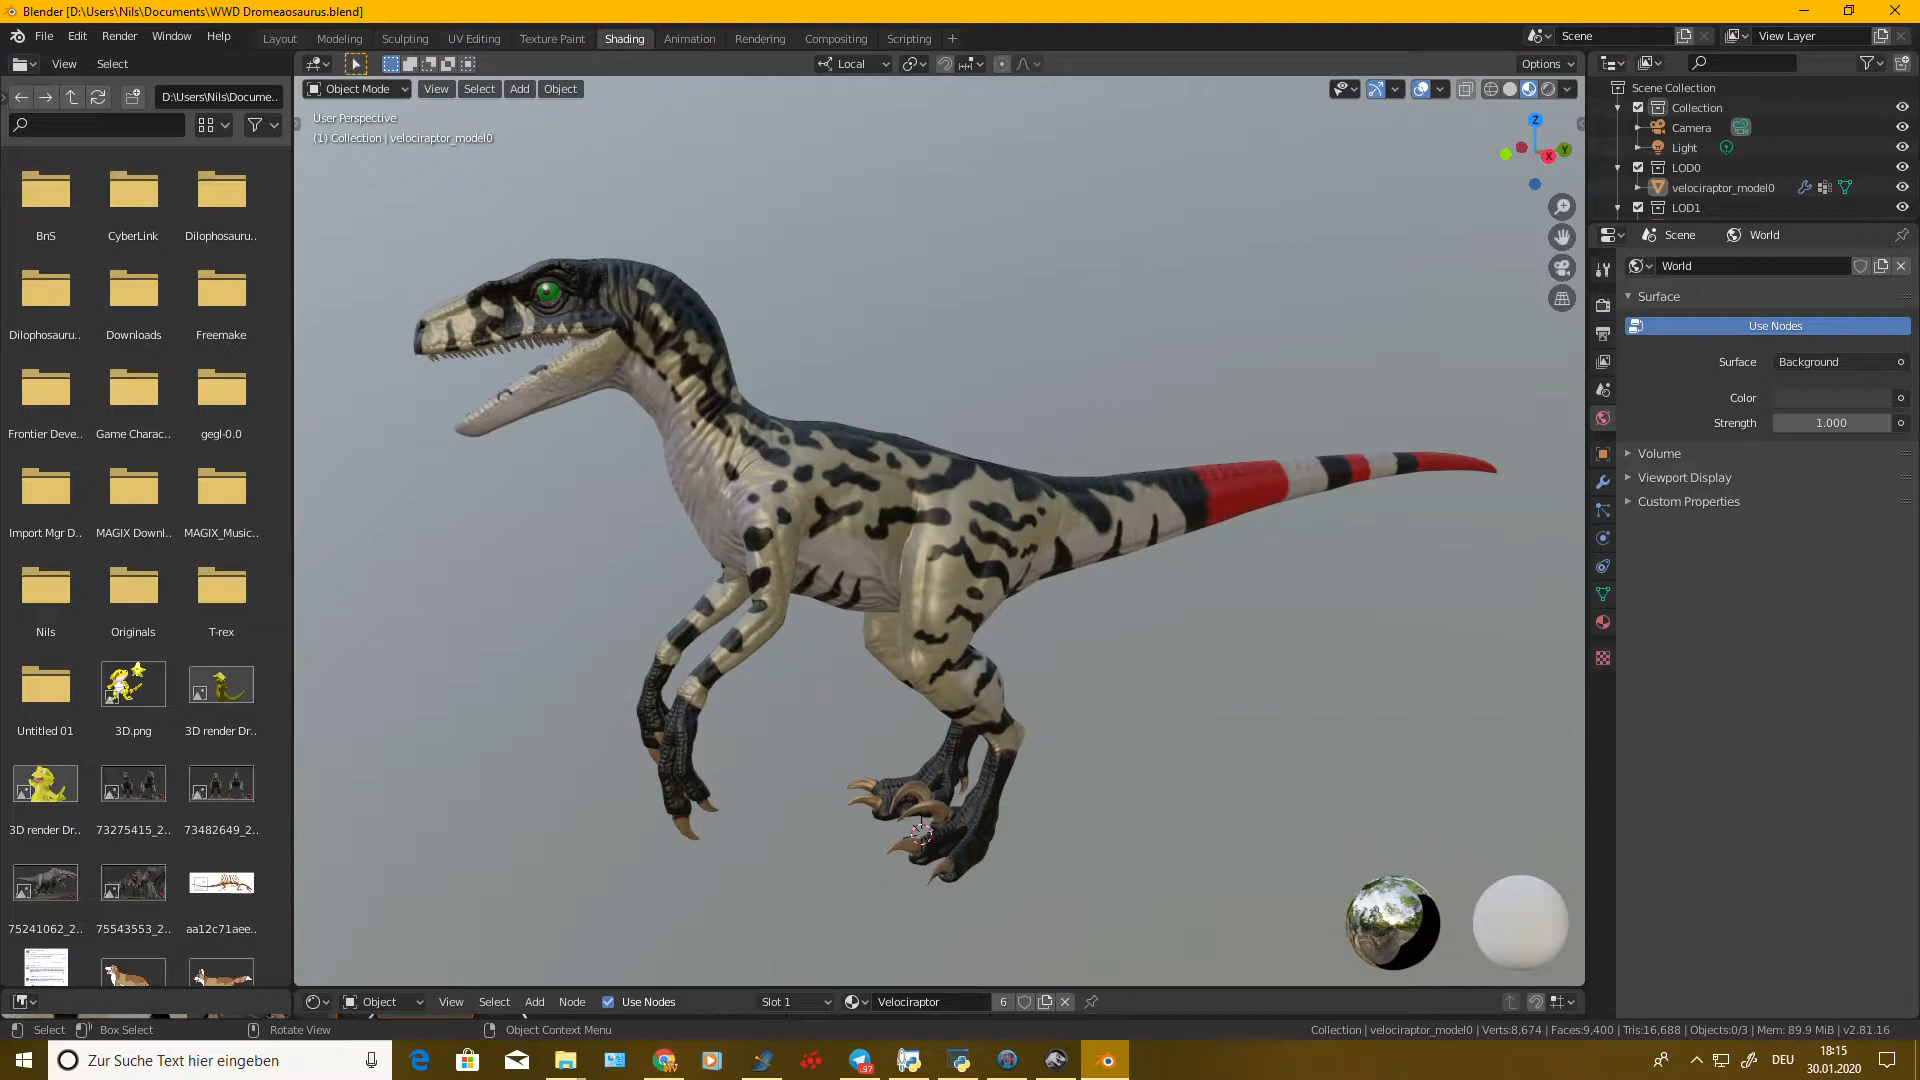 Blender [D:\Users\Nils\Documents\WWD Dromeaosaurus.blend]
File Edit Render Window Help
Layout Modeling Sculpting UV Editing Texture Paint Shading Animation Rendering Compositing Scripting
Scene
View Layer
View Select
Local
Options
D:\Users\Nils\Docume..
Object Mode View Select Add Object
User Perspective
(1) Collection | velociraptor_model0
Z
X
Y
Scene Collection
Collection
Camera
Light
LOD0
velociraptor_model0
LOD1
Scene World
World
Surface
Use Nodes
Surface Background
Color
Strength 1.000
Volume
Viewport Display
Custom Properties
BnS CyberLink Dilophosauru..
Dilophosauru.. Downloads Freemake
Frontier Deve.. Game Charac.. gegl-0.0
Import Mgr D.. MAGIX Downl.. MAGIX_Music..
Nils Originals T-rex
Untitled 01 3D.png 3D render Dr..
3D render Dr.. 73275415_2.. 73482649_2..
75241062_2.. 75543553_2.. aa12c71aee..
Object View Select Add Node Use Nodes Slot 1 Velociraptor 6
Select Box Select Rotate View Object Context Menu
Collection | velociraptor_model0 | Verts:8,674 | Faces:9,400 | Tris:16,688 | Objects:0/3 | Mem: 89.9 MiB | v2.81.16
Zur Suche Text hier eingeben
97
DEU
18:15
30.01.2020